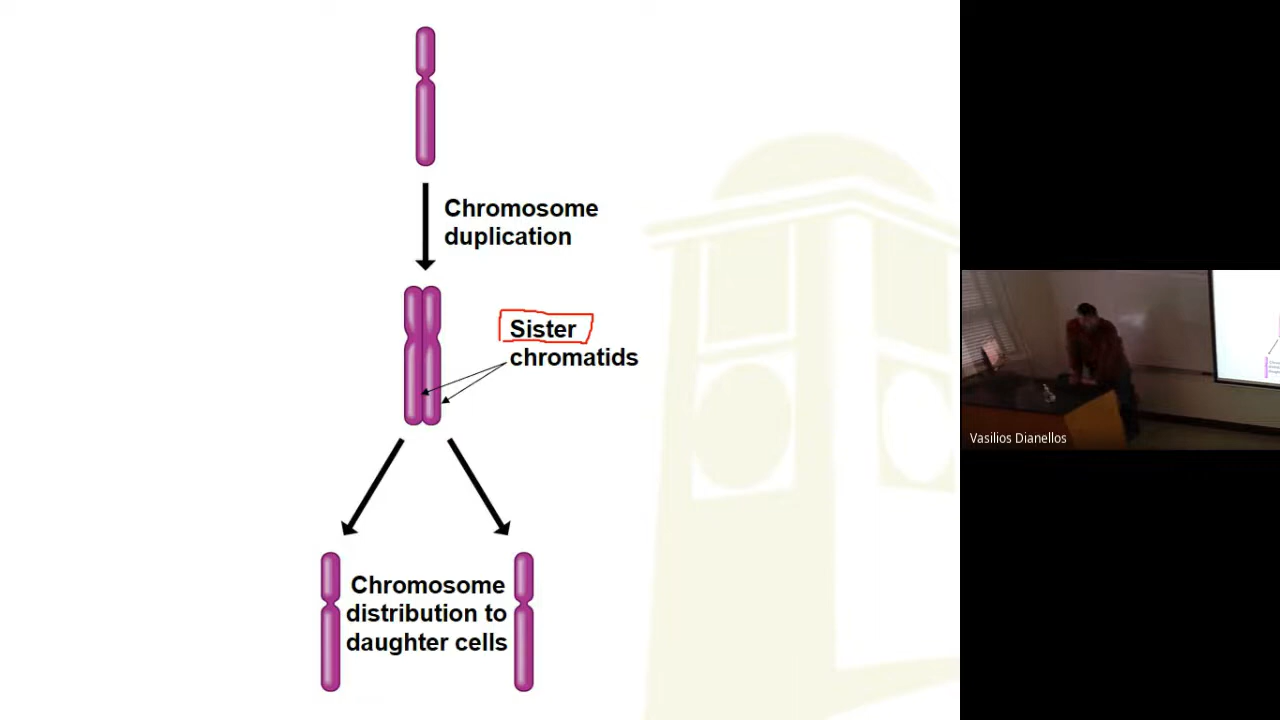 Chromosome
duplication
Sister
chromatids
Chromosome
distribution to
daughter cells
Vasilios Dianellos